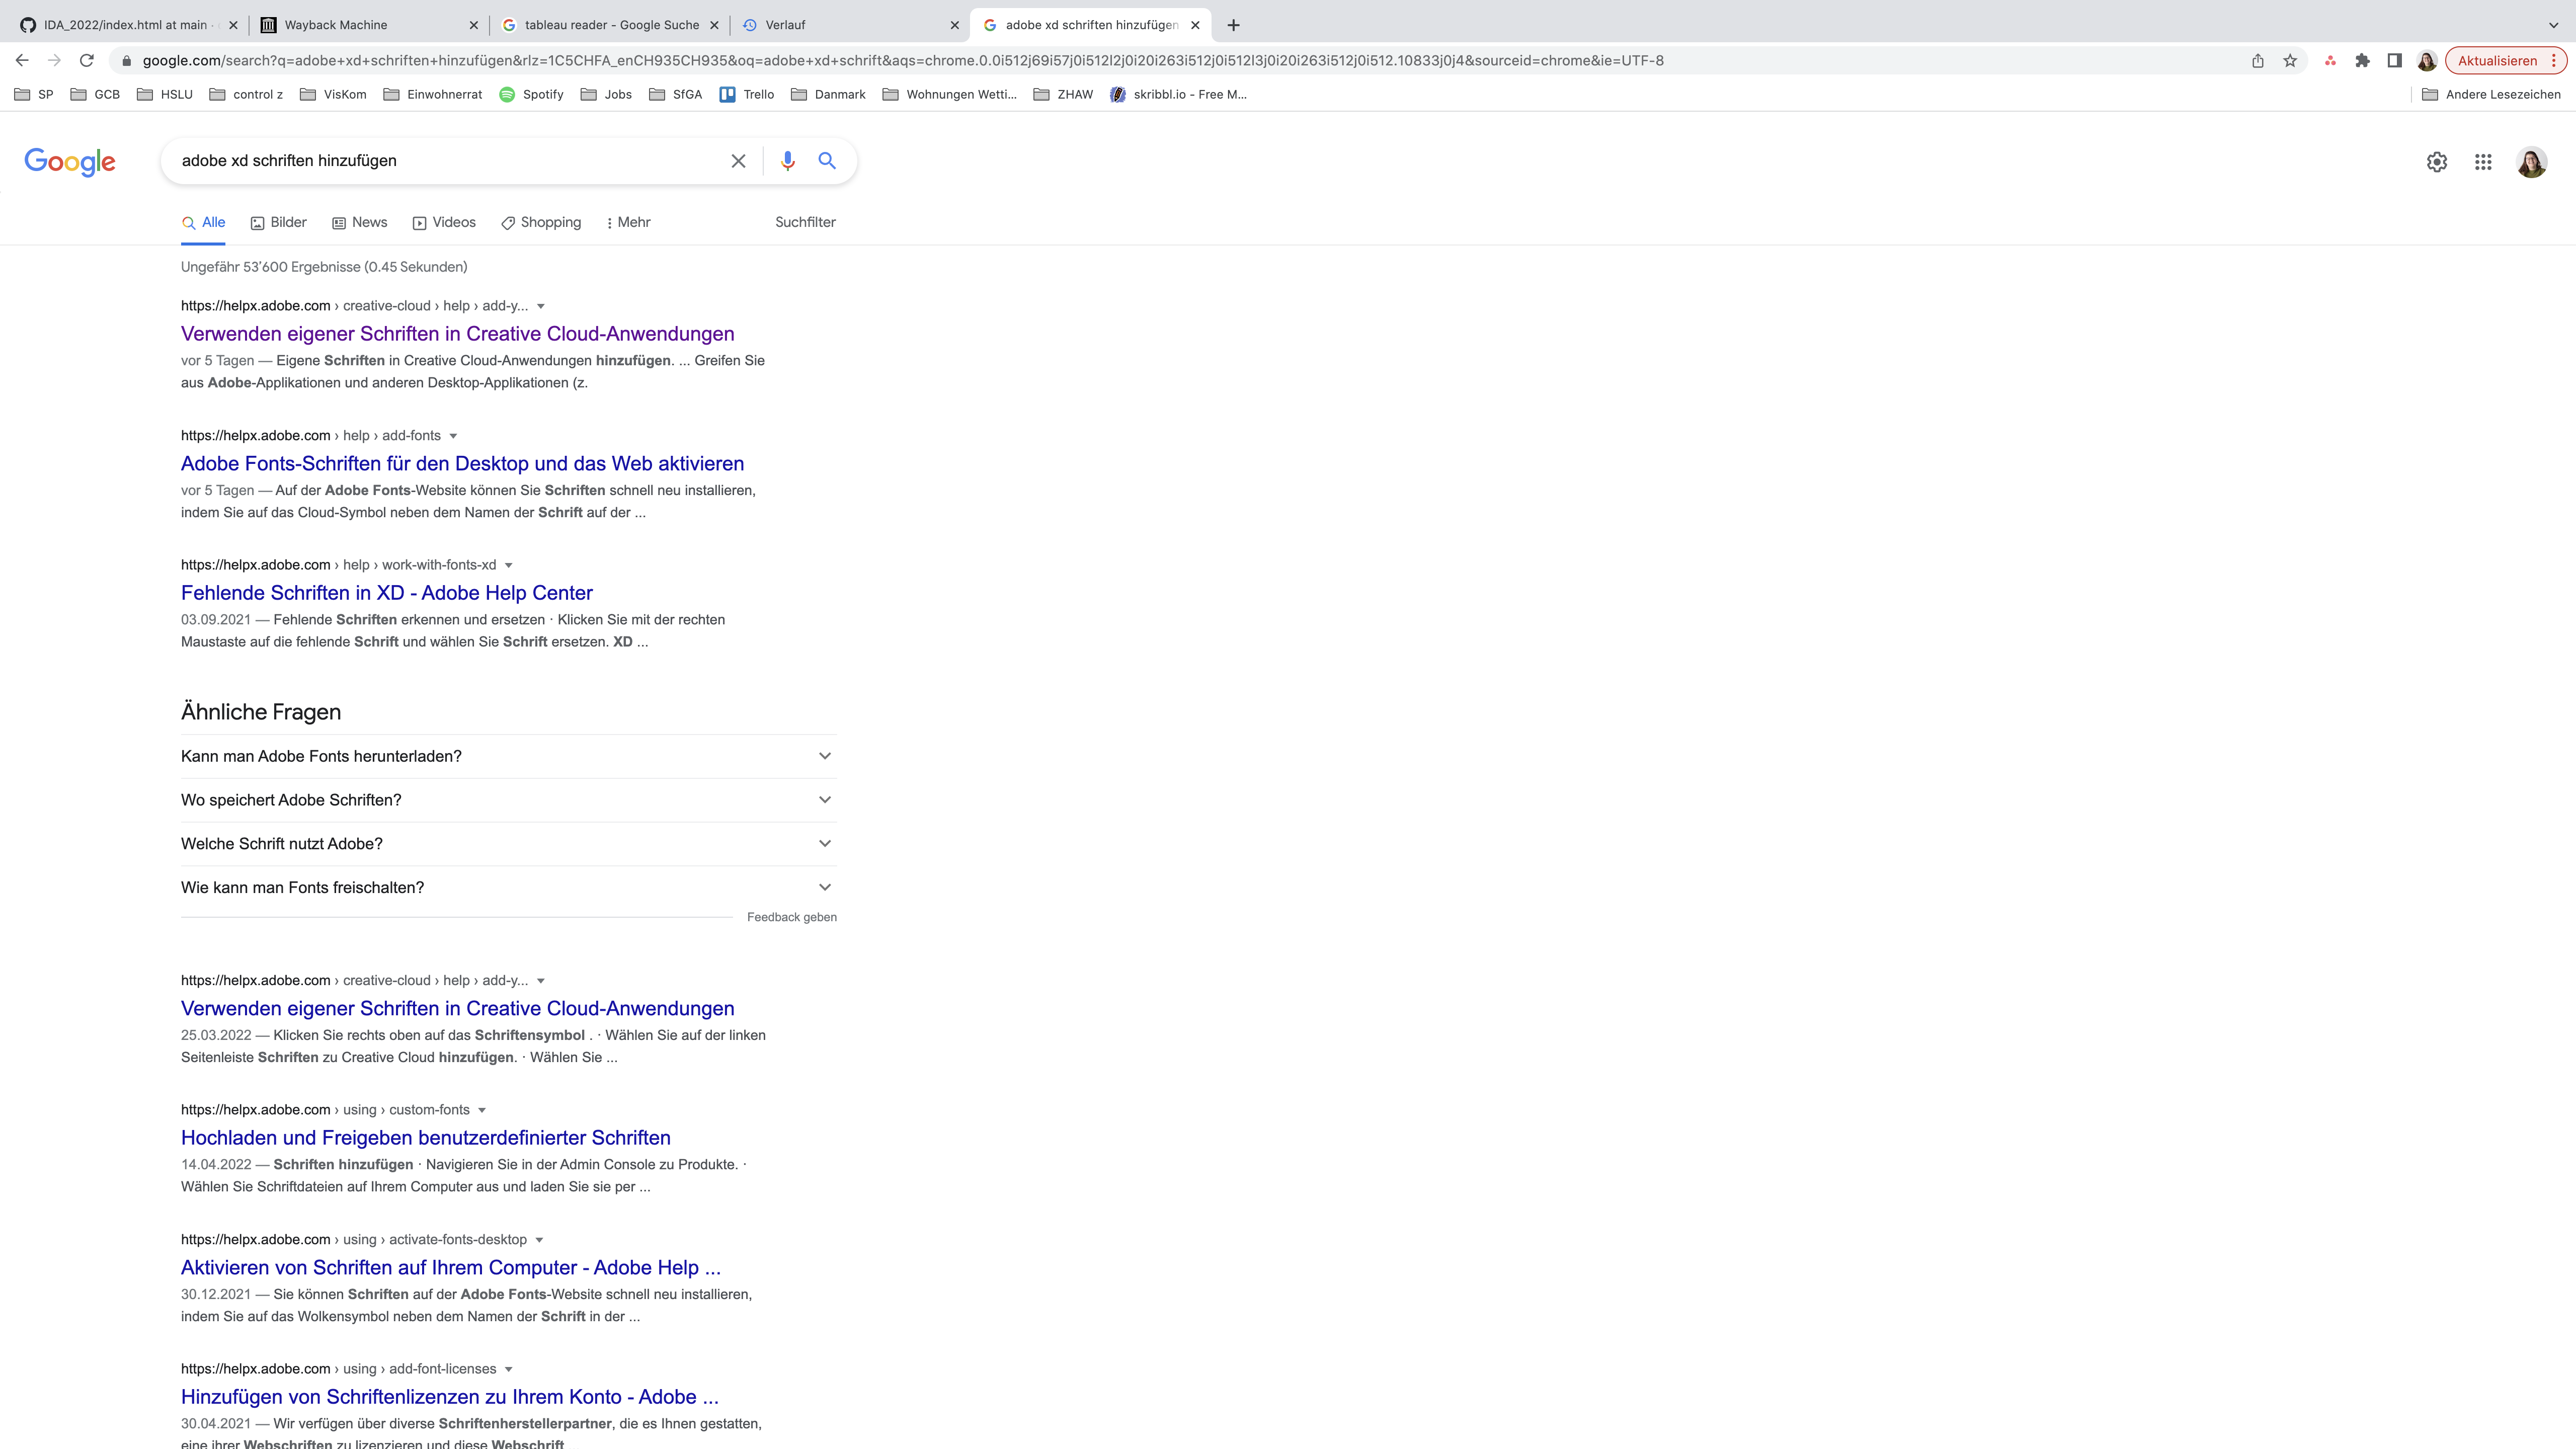 IDA_2022/index.html at main ·
Wayback Machine
tableau reader - Google Suche
Verlauf
adobe xd schriften hinzufügen
google.com/search?q=adobe+xd+schriften+hinzufügen&rlz=1C5CHFA_enCH935CH935&oq=adobe+xd+schrift&aqs=chrome.0.0i512j69i57j0i512l2j0i20i263i512j0i512l3j0i20i263i512j0i512.10833j0j4&sourceid=chrome&ie=UTF-8
Aktualisieren
SP GCB HSLU control z VisKom Einwohnerrat Spotify Jobs SfGA Trello Danmark Wohnungen Wetti... ZHAW skribbl.io - Free M... Andere Lesezeichen
Google
adobe xd schriften hinzufügen
Alle Bilder News Videos Shopping Mehr Suchfilter
Ungefähr 53'600 Ergebnisse (0.45 Sekunden)
https://helpx.adobe.com › creative-cloud › help › add-y...
Verwenden eigener Schriften in Creative Cloud-Anwendungen
vor 5 Tagen — Eigene Schriften in Creative Cloud-Anwendungen hinzufügen. ... Greifen Sie
aus Adobe-Applikationen und anderen Desktop-Applikationen (z.
https://helpx.adobe.com › help › add-fonts
Adobe Fonts-Schriften für den Desktop und das Web aktivieren
vor 5 Tagen — Auf der Adobe Fonts-Website können Sie Schriften schnell neu installieren,
indem Sie auf das Cloud-Symbol neben dem Namen der Schrift auf der ...
https://helpx.adobe.com › help › work-with-fonts-xd
Fehlende Schriften in XD - Adobe Help Center
03.09.2021 — Fehlende Schriften erkennen und ersetzen · Klicken Sie mit der rechten
Maustaste auf die fehlende Schrift und wählen Sie Schrift ersetzen. XD ...
Ähnliche Fragen
Kann man Adobe Fonts herunterladen?
Wo speichert Adobe Schriften?
Welche Schrift nutzt Adobe?
Wie kann man Fonts freischalten?
Feedback geben
https://helpx.adobe.com › creative-cloud › help › add-y...
Verwenden eigener Schriften in Creative Cloud-Anwendungen
25.03.2022 — Klicken Sie rechts oben auf das Schriftensymbol . · Wählen Sie auf der linken
Seitenleiste Schriften zu Creative Cloud hinzufügen. · Wählen Sie ...
https://helpx.adobe.com › using › custom-fonts
Hochladen und Freigeben benutzerdefinierter Schriften
14.04.2022 — Schriften hinzufügen · Navigieren Sie in der Admin Console zu Produkte. ·
Wählen Sie Schriftdateien auf Ihrem Computer aus und laden Sie sie per ...
https://helpx.adobe.com › using › activate-fonts-desktop
Aktivieren von Schriften auf Ihrem Computer - Adobe Help ...
30.12.2021 — Sie können Schriften auf der Adobe Fonts-Website schnell neu installieren,
indem Sie auf das Wolkensymbol neben dem Namen der Schrift in der ...
https://helpx.adobe.com › using › add-font-licenses
Hinzufügen von Schriftenlizenzen zu Ihrem Konto - Adobe ...
30.04.2021 — Wir verfügen über diverse Schriftenherstellerpartner, die es Ihnen gestatten,
eine ihrer Webschriften zu lizenzieren und diese Webschrift